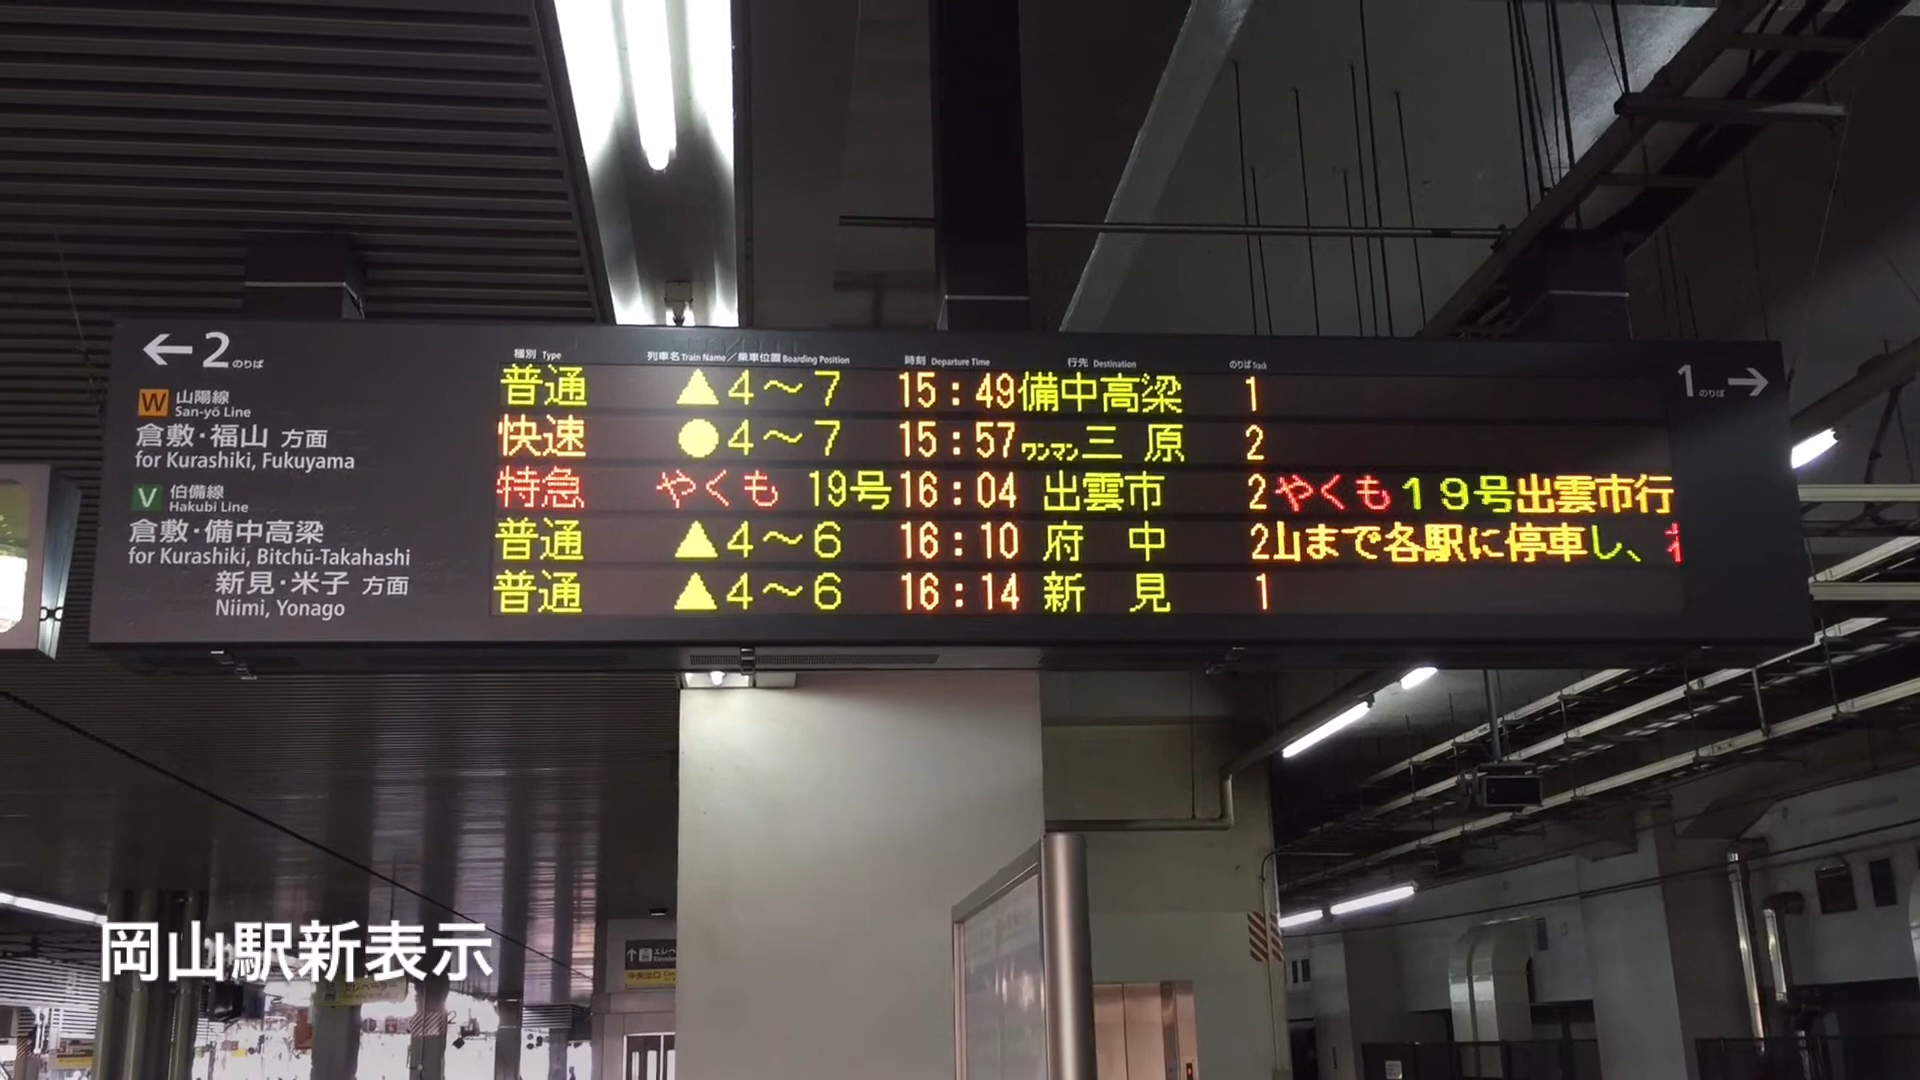 ←2のりば
W 山陽線
San-yō Line
倉敷・福山 方面
for Kurashiki, Fukuyama
V 伯備線
Hakubi Line
倉敷・備中高梁
for Kurashiki, Bitchū-Takahashi
新見・米子 方面
Niimi, Yonago
種別 Type 列車名 Train Name／乗車位置 Boarding Position 時刻 Departure Time 行先 Destination のりば Track
普通 ▲4～7 15:49 備中高梁 1
快速 ●4～7 15:57 ワンマン 三原 2
特急 やくも 19号 16:04 出雲市 2 やくも１９号出雲市行
普通 ▲4～6 16:10 府中 2 山まで各駅に停車し、
普通 ▲4～6 16:14 新見 1
1のりば→
岡山駅新表示
中央出口